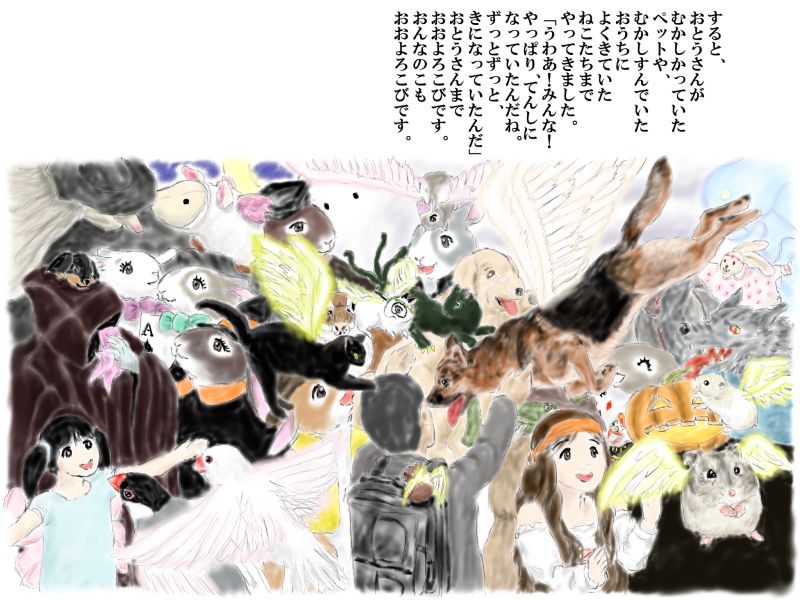 すると、
おとうさんが
むかしかっていた
ペットや、
むかしすんでいた
おうちに
よくきていた
ねこたちまで
やってきました。
「うわあ！みんな！
やっぱり、てんしに
なっていたんだね。
ずっとずっと、
きになっていたんだ」
おとうさんまで
おおよろこびです。
おんなのこも
おおよろこびです。
A